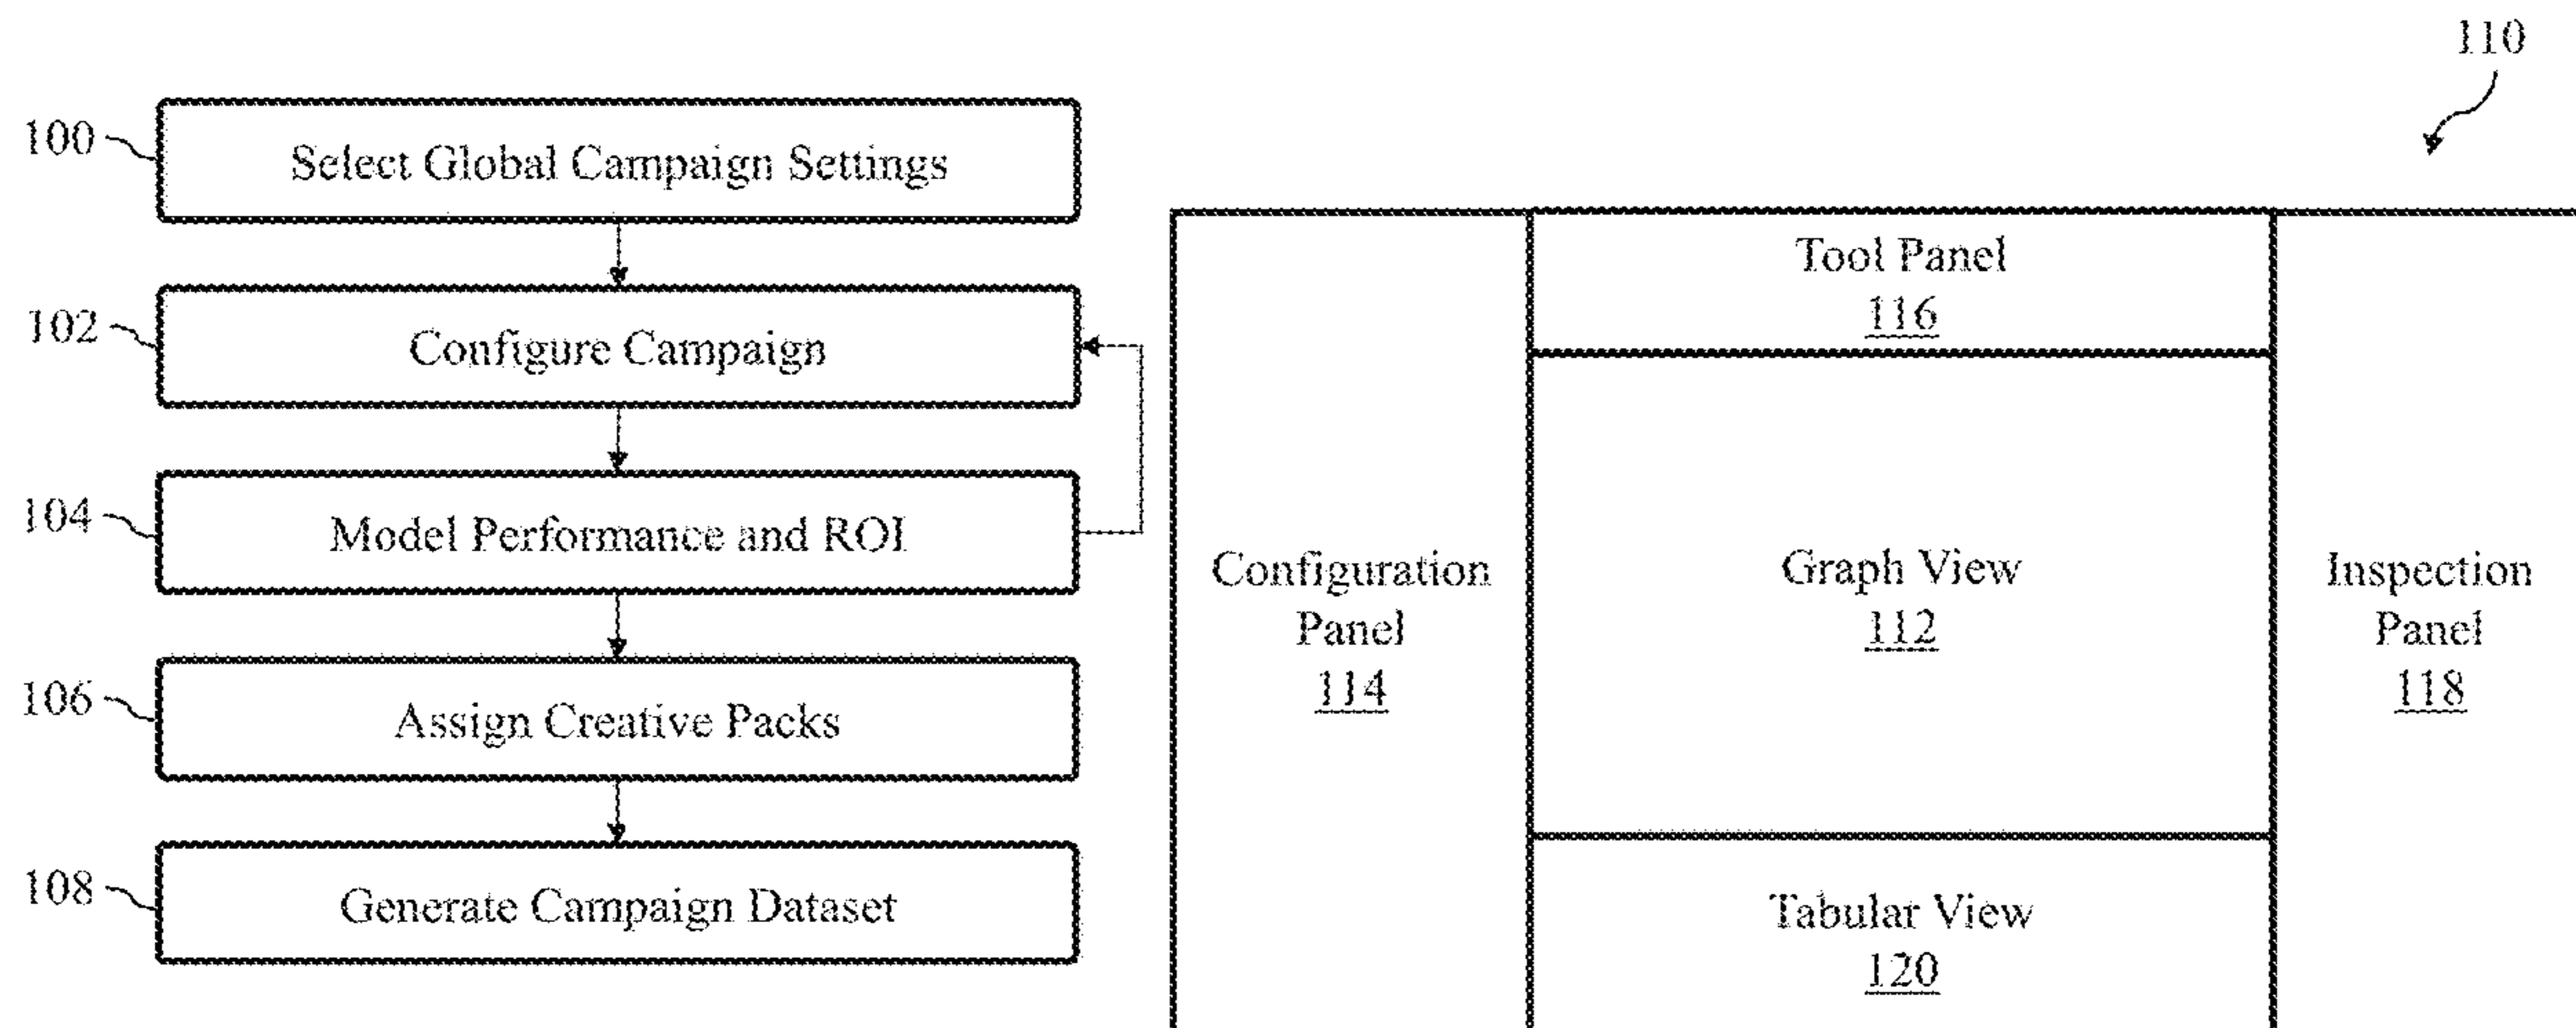 100
Select Global Campaign Settings
102
Configure Campaign
104
Model Performance and ROI
106
Assign Creative Packs
108
Generate Campaign Dataset
110
Configuration
Panel
114
Tool Panel
116
Graph View
112
Tabular View
120
Inspection
Panel
118